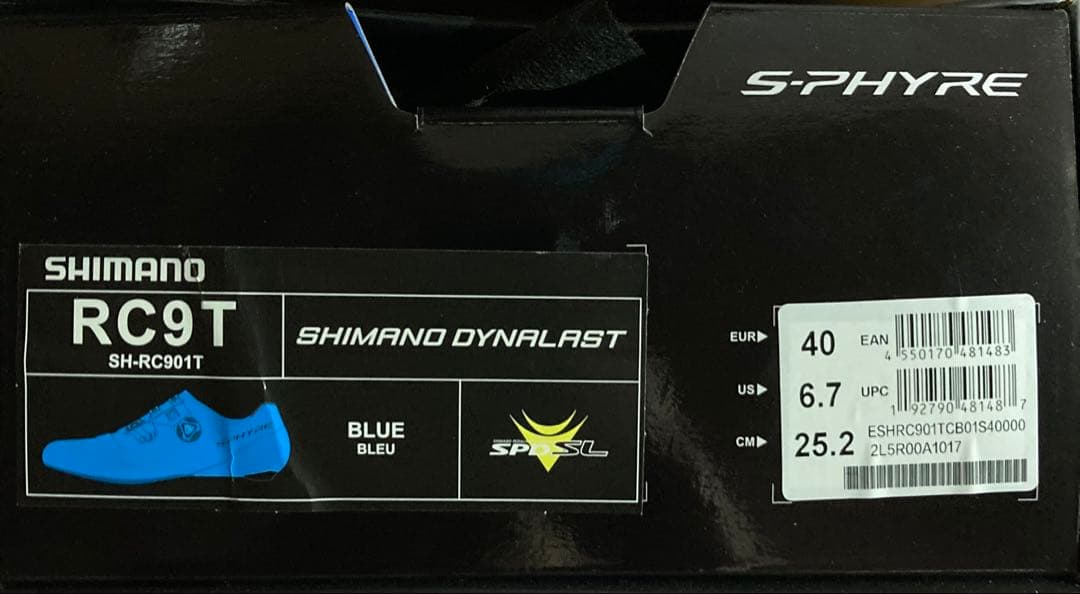 S-PHYRE
SHIMANO
RC9T
SH-RC901T
SHIMANO DYNALAST
S-PHYRE
BLUE
BLEU
SPD-SL
EUR▶ 40
EAN
4 550170 481483
US▶ 6.7
UPC
1 92790 48148 7
CM▶ 25.2
ESHRC901TCB01S40000
2L5R00A1017